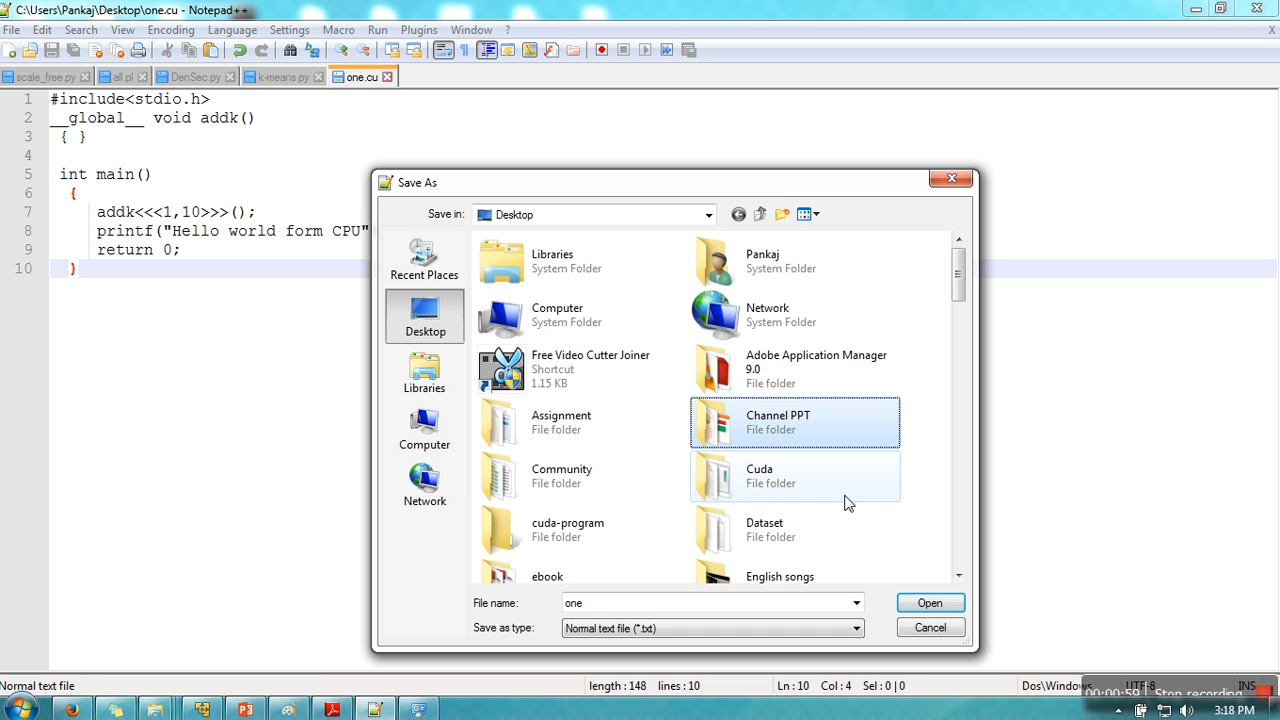 C:\Users\Pankaj\Desktop\one.cu - Notepad++
File Edit Search View Encoding Language Settings Macro Run Plugins Window ? X
scale_free.py all.pl DenSec.py k-means.py one.cu
1 #include<stdio.h>
2 __global__ void addk()
3 { }
4
5 int main()
6 {
7 addk<<<1,10>>>();
8 printf("Hello world form CPU"
9 return 0;
10 }
Save As
Save in: Desktop
Recent Places
Desktop
Libraries
Computer
Network
Libraries
System Folder
Pankaj
System Folder
Computer
System Folder
Network
System Folder
Free Video Cutter Joiner
Shortcut
1.15 KB
Adobe Application Manager
9.0
File folder
Assignment
File folder
Channel PPT
File folder
Community
File folder
Cuda
File folder
cuda-program
File folder
Dataset
File folder
ebook
English songs
File name: one Open
Save as type: Normal text file (*.txt) Cancel
Normal text file length : 148 lines : 10 Ln : 10 Col : 4 Sel : 0 | 0 Dos\Windows UTF-8 INS
00:00:59 Stop recording
3:18 PM